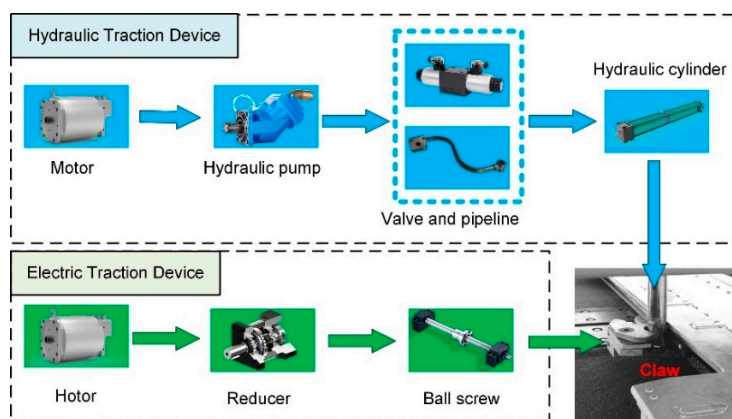 Hydraulic Traction Device
Hydraulic cylinder
Motor
Hydraulic pump
Valve and pipeline
Electric Traction Device
Hotor
Reducer
Ball screw
Claw